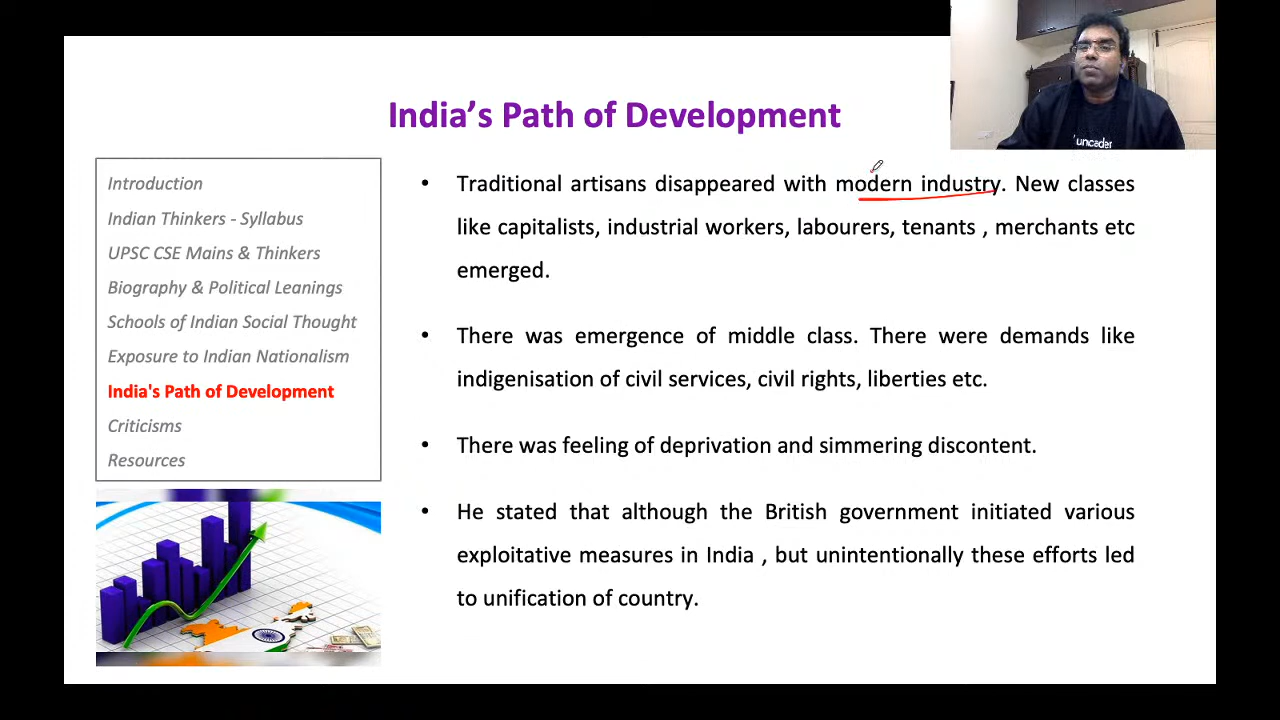 India's Path of Development
Introduction
Indian Thinkers - Syllabus
UPSC CSE Mains & Thinkers
Biography & Political Leanings
Schools of Indian Social Thought
Exposure to Indian Nationalism
India's Path of Development
Criticisms
Resources
• Traditional artisans disappeared with modern industry. New classes
like capitalists, industrial workers, labourers, tenants , merchants etc
emerged.
• There was emergence of middle class. There were demands like
indigenisation of civil services, civil rights, liberties etc.
• There was feeling of deprivation and simmering discontent.
• He stated that although the British government initiated various
exploitative measures in India , but unintentionally these efforts led
to unification of country.